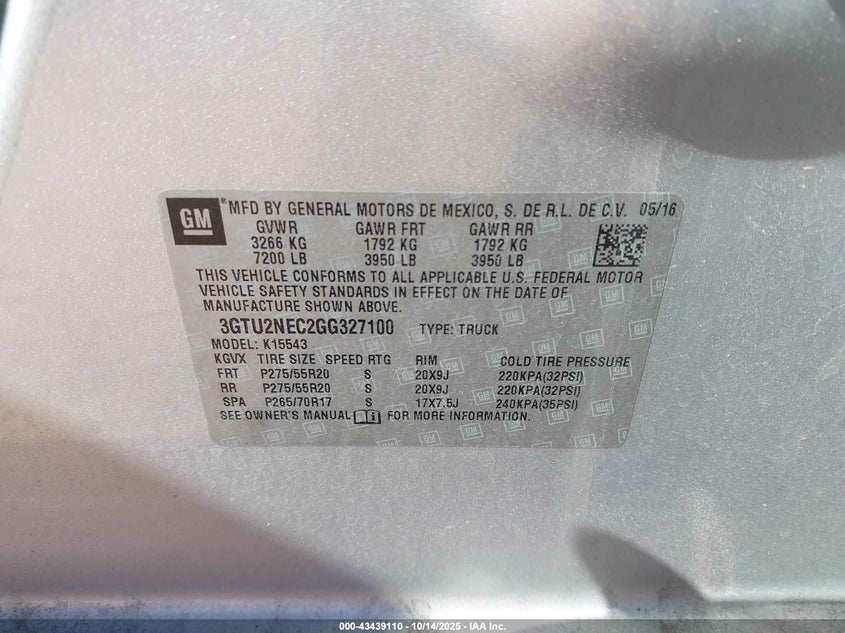 GM
*MFD BY GENERAL MOTORS DE MEXICO, S. DE R.L. DE C.V. 05/16
GVWR GAWR FRT GAWR RR
3266 KG 1792 KG 1792 KG
7200 LB 3950 LB 3950 LB
THIS VEHICLE CONFORMS TO ALL APPLICABLE U.S. FEDERAL MOTOR
VEHICLE SAFETY STANDARDS IN EFFECT ON THE DATE OF
MANUFACTURE SHOWN ABOVE.
3GTU2NEC2GG327100 TYPE: TRUCK
MODEL: K15543
KGVX TIRE SIZE SPEED RTG RIM COLD TIRE PRESSURE
FRT P275/55R20 S 20X9J 220KPA(32PSI)
RR P275/55R20 S 20X9J 220KPA(32PSI)
SPA P265/70R17 S 17X7.5J 240KPA(35PSI)
SEE OWNER'S MANUAL FOR MORE INFORMATION.
000-43439110 - 10/14/2025 - IAA Inc.